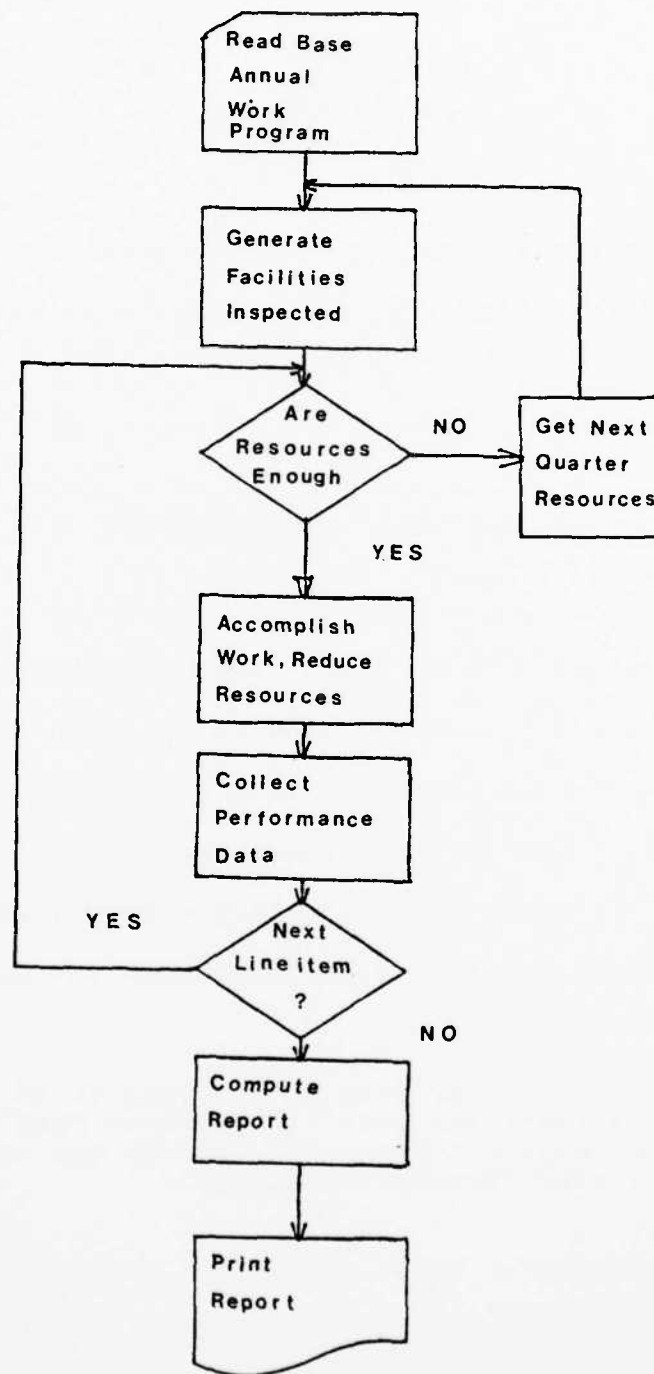 Read Base
Annual
Work
Program
Generate
Facilities
Inspected
Are
Resources
Enough
NO
Get Next
Quarter
Resources
YES
Accomplish
Work, Reduce
Resources
Collect
Performance
Data
YES
Next
Line item
?
NO
Compute
Report
Print
Report